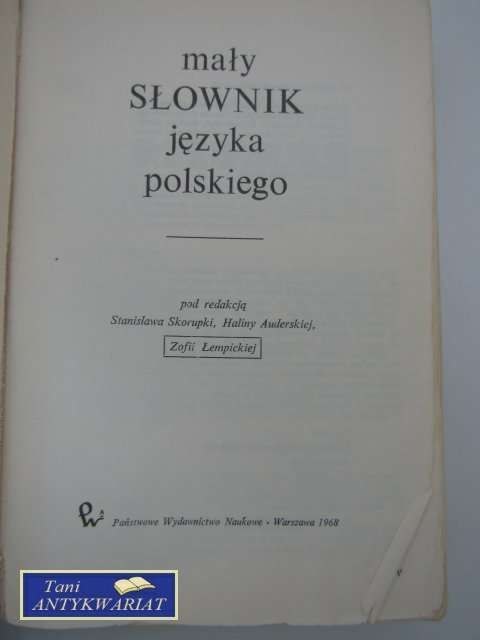 mały
SŁOWNIK
języka
polskiego
pod redakcją
Stanisława Skorupki, Haliny Auderskiej,
Zofii Łempickiej
Państwowe Wydawnictwo Naukowe • Warszawa 1968
Tani
ANTYKWARIAT